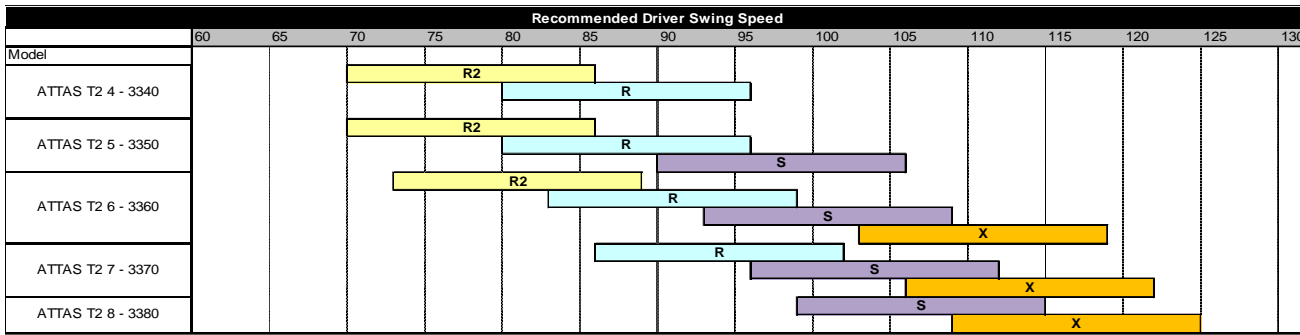 Recommended Driver Swing Speed
60 65 70 75 80 85 90 95 100 105 110 115 120 125 130
Model
R2
ATTAS T2 4 - 3340
R
R2
ATTAS T2 5 - 3350
R
S
R2
ATTAS T2 6 - 3360
R
S
X
R
ATTAS T2 7 - 3370
S
X
ATTAS T2 8 - 3380
S
X